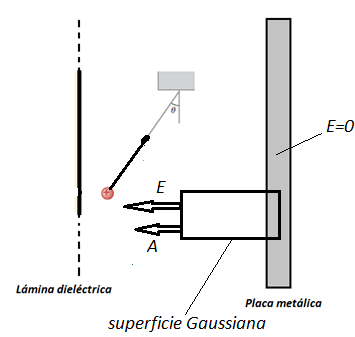 θ
E=0
+
E
A
Lámina dieléctrica
Placa metálica
superficie Gaussiana